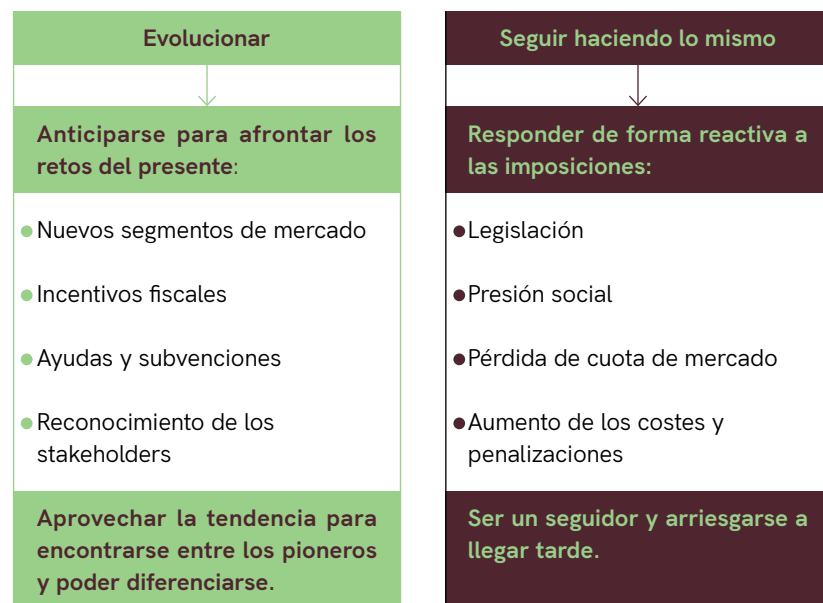 Evolucionar
Anticiparse para afrontar los
retos del presente:
Nuevos segmentos de mercado
Incentivos fiscales
Ayudas y subvenciones
Reconocimiento de los
stakeholders
Aprovechar la tendencia para
encontrarse entre los pioneros
y poder diferenciarse.
Seguir haciendo lo mismo
Responder de forma reactiva a
las imposiciones:
Legislación
Presión social
Pérdida de cuota de mercado
Aumento de los costes y
penalizaciones
Ser un seguidor y arriesgarse a
llegar tarde.